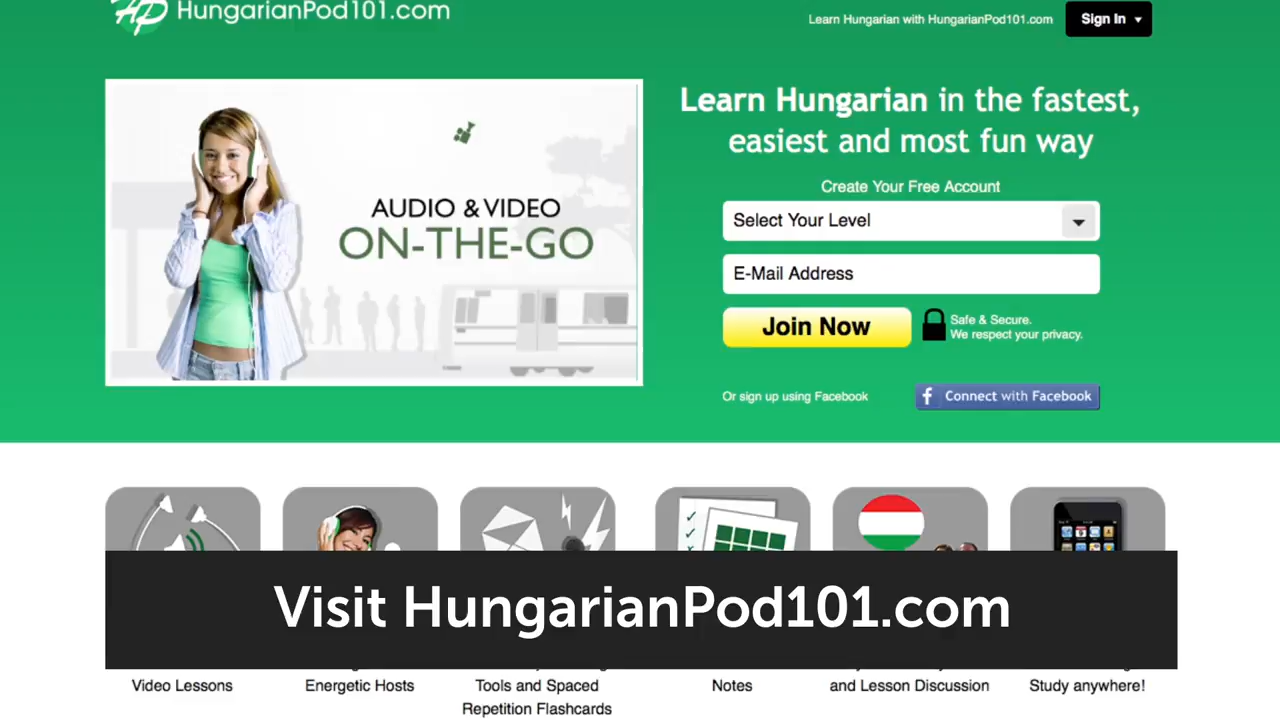 HungarianPod101.com
Learn Hungarian with HungarianPod101.com
Sign In
AUDIO & VIDEO
ON-THE-GO
Learn Hungarian in the fastest,
easiest and most fun way
Create Your Free Account
Select Your Level
E-Mail Address
Join Now
Safe & Secure.
We respect your privacy.
Or sign up using Facebook
f Connect with Facebook
Visit HungarianPod101.com
Video Lessons
Energetic Hosts
Tools and Spaced
Repetition Flashcards
Notes
and Lesson Discussion
Study anywhere!